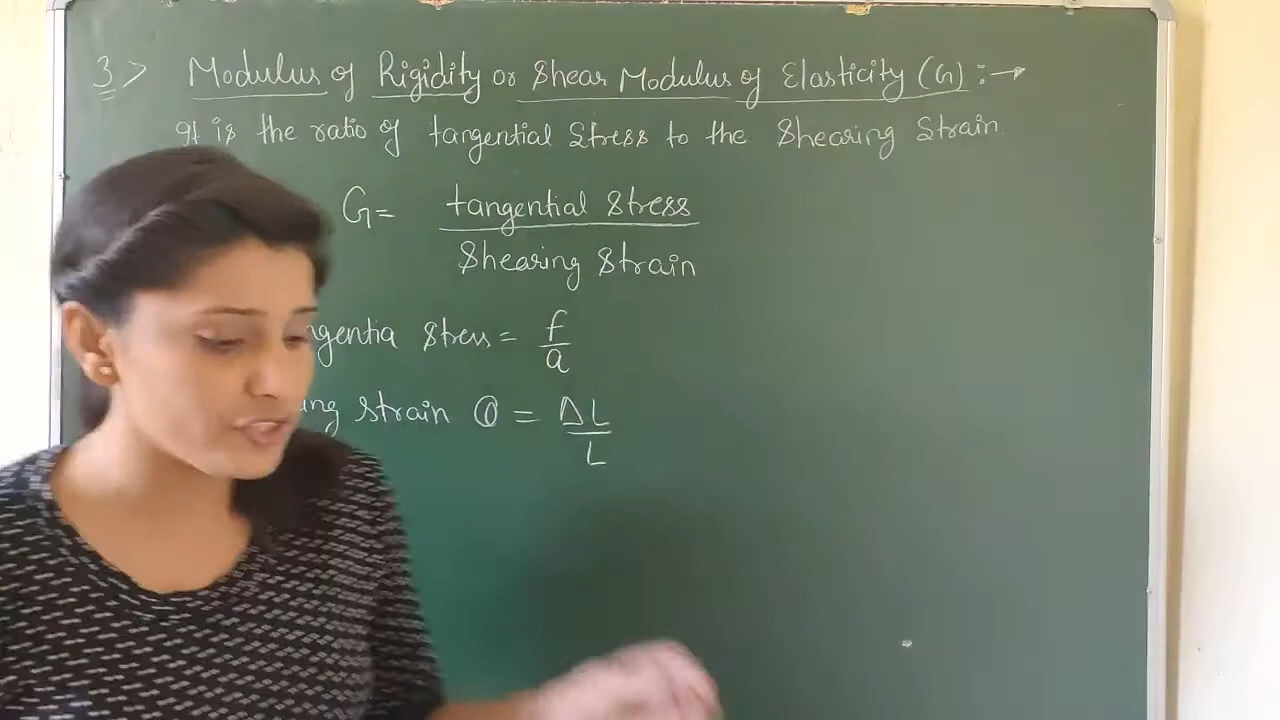 3> Modulus of Rigidity or Shear Modulus of Elasticity (G) :→
It is the ratio of tangential Stress to the Shearing Strain.
G = tangential Stress
Shearing Strain
ngentia Stress = f
a
ing strain Q = ΔL
L